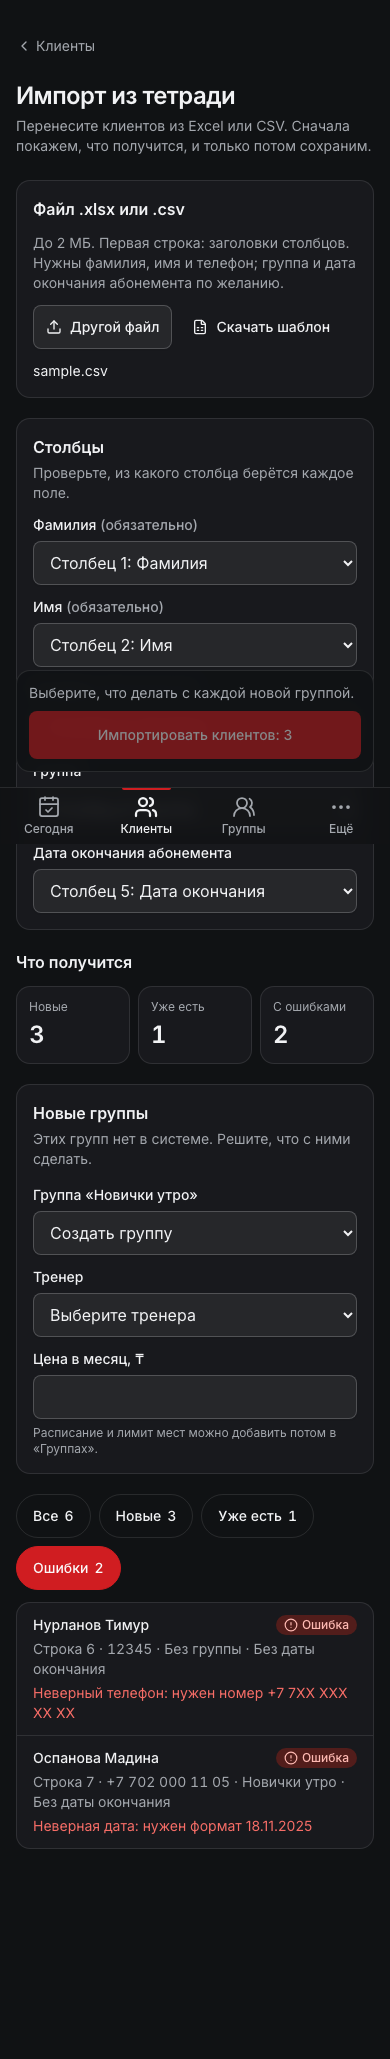 Клиенты
Импорт из тетради
Перенесите клиентов из Excel или CSV. Сначала
покажем, что получится, и только потом сохраним.
Файл .xlsx или .csv
До 2 МБ. Первая строка: заголовки столбцов.
Нужны фамилия, имя и телефон; группа и дата
окончания абонемента по желанию.
Другой файл
Скачать шаблон
sample.csv
Столбцы
Проверьте, из какого столбца берётся каждое
поле.
Фамилия (обязательно)
Столбец 1: Фамилия
Имя (обязательно)
Столбец 2: Имя
Выберите, что делать с каждой новой группой.
Импортировать клиентов: 3
Группа
Сегодня
Клиенты
Группы
Ещё
Дата окончания абонемента
Столбец 5: Дата окончания
Что получится
Новые
Уже есть
С ошибками
3
1
2
Новые группы
Этих групп нет в системе. Решите, что с ними
сделать.
Группа «Новички утро»
Создать группу
Тренер
Выберите тренера
Цена в месяц, ₸
Расписание и лимит мест можно добавить потом в
«Группах».
Все 6
Новые 3
Уже есть 1
Ошибки 2
Нурланов Тимур
Ошибка
Строка 6 · 12345 · Без группы · Без даты
окончания
Неверный телефон: нужен номер +7 7XX XXX
XX XX
Оспанова Мадина
Ошибка
Строка 7 · +7 702 000 11 05 · Новички утро ·
Без даты окончания
Неверная дата: нужен формат 18.11.2025